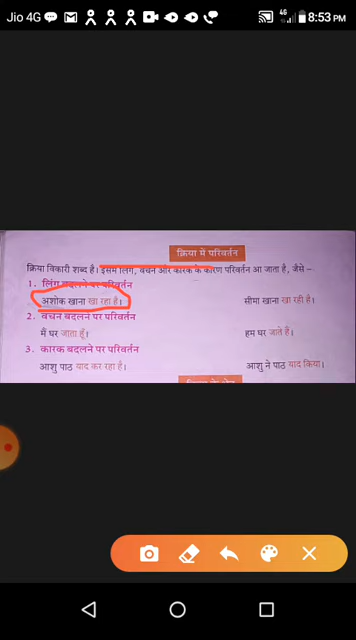 Jio 4G 8:53 PM
क्रिया में परिवर्तन
क्रिया विकारी शब्द है। इसमें लिंग, वचन और कारक के कारण परिवर्तन आ जाता है, जैसे –
1. लिंग बदलने पर परिवर्तन
अशोक खाना खा रहा है। सीमा खाना खा रही है।
2. वचन बदलने पर परिवर्तन
मैं घर जाता हूँ। हम घर जाते हैं।
3. कारक बदलने पर परिवर्तन
आशु पाठ याद कर रहा है। आशु ने पाठ याद किया।